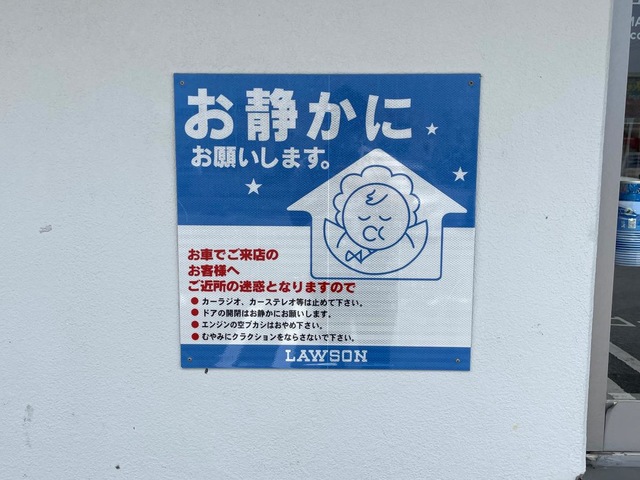 お静かに
お願いします。
お車でご来店の
お客様へ
ご近所の迷惑となりますので
● カーラジオ、カーステレオ等は止めて下さい。
● ドアの開閉はお静かにお願いします。
● エンジンの空ブカシはおやめ下さい。
● むやみにクラクションをならさないで下さい。
LAWSON